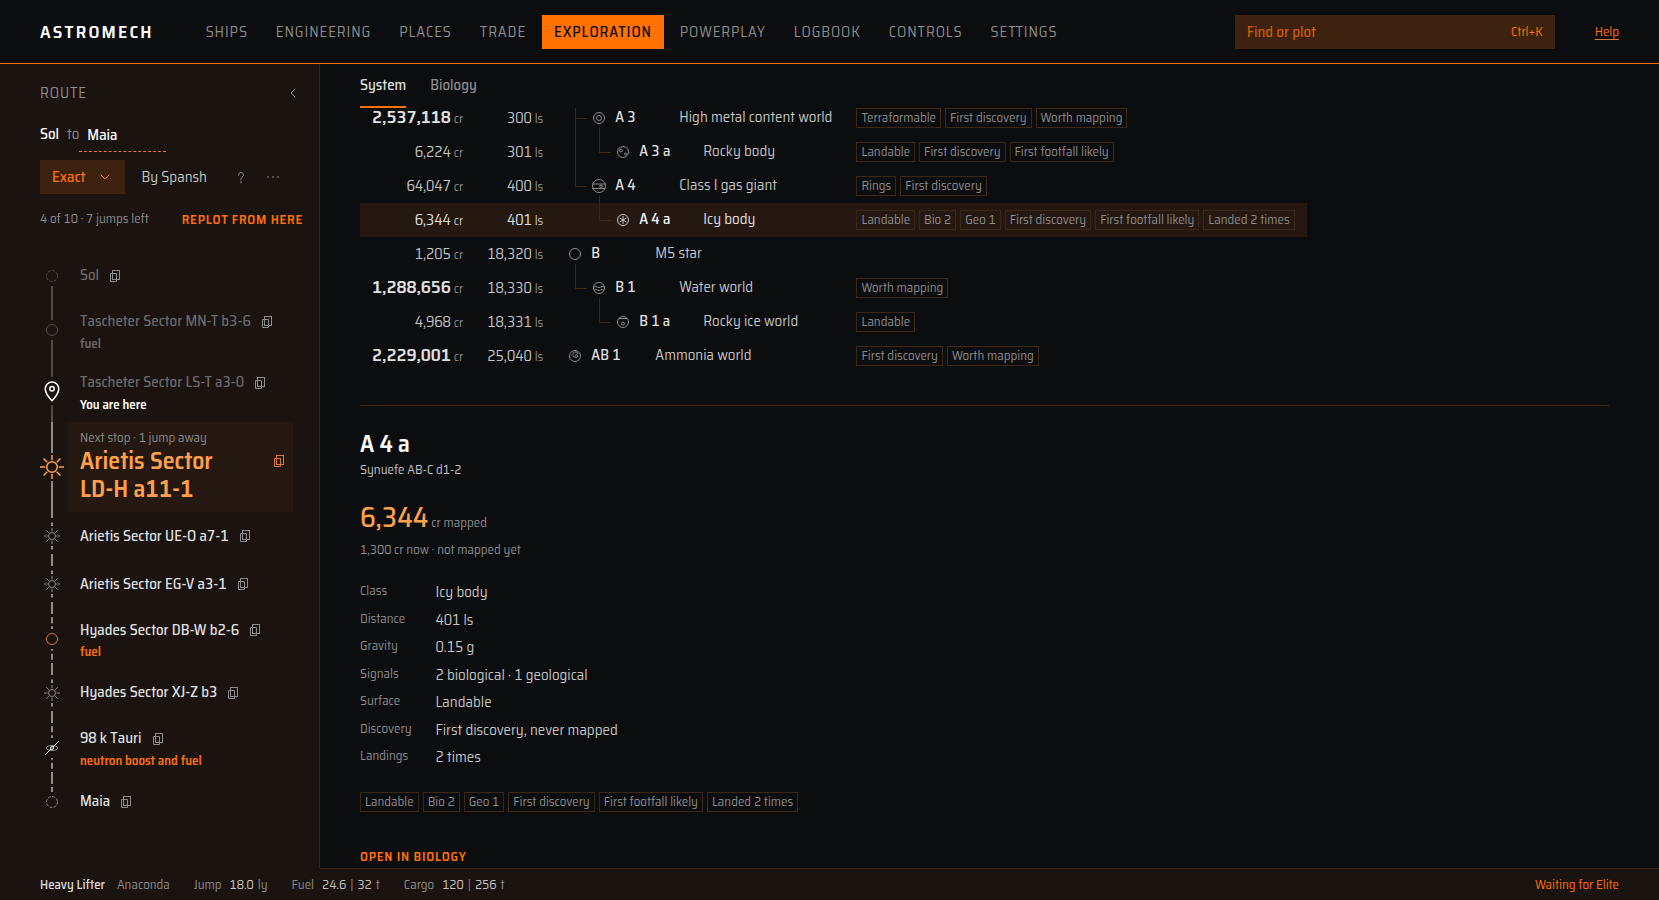 ASTROMECH SHIPS ENGINEERING PLACES TRADE EXPLORATION POWERPLAY LOGBOOK CONTROLS SETTINGS Find or plot Ctrl+K Help
ROUTE
Sol to Maia
Exact By Spansh ? ...
4 of 10 · 7 jumps left REPLOT FROM HERE
Sol
Tascheter Sector MN-T b3-6
fuel
Tascheter Sector LS-T a3-0
You are here
Next stop · 1 jump away
Arietis Sector
LD-H a11-1
Arietis Sector UE-O a7-1
Arietis Sector EG-V a3-1
Hyades Sector DB-W b2-6
fuel
Hyades Sector XJ-Z b3
98 k Tauri
neutron boost and fuel
Maia
System Biology
2,537,118 cr 300 ls A 3 High metal content world Terraformable First discovery Worth mapping
6,224 cr 301 ls A 3 a Rocky body Landable First discovery First footfall likely
64,047 cr 400 ls A 4 Class I gas giant Rings First discovery
6,344 cr 401 ls A 4 a Icy body Landable Bio 2 Geo 1 First discovery First footfall likely Landed 2 times
1,205 cr 18,320 ls B M5 star
1,288,656 cr 18,330 ls B 1 Water world Worth mapping
4,968 cr 18,331 ls B 1 a Rocky ice world Landable
2,229,001 cr 25,040 ls AB 1 Ammonia world First discovery Worth mapping
A 4 a
Synuefe AB-C d1-2
6,344 cr mapped
1,300 cr now · not mapped yet
Class Icy body
Distance 401 ls
Gravity 0.15 g
Signals 2 biological · 1 geological
Surface Landable
Discovery First discovery, never mapped
Landings 2 times
Landable Bio 2 Geo 1 First discovery First footfall likely Landed 2 times
OPEN IN BIOLOGY
Heavy Lifter Anaconda Jump 18.0 ly Fuel 24.6 | 32 t Cargo 120 | 256 t Waiting for Elite